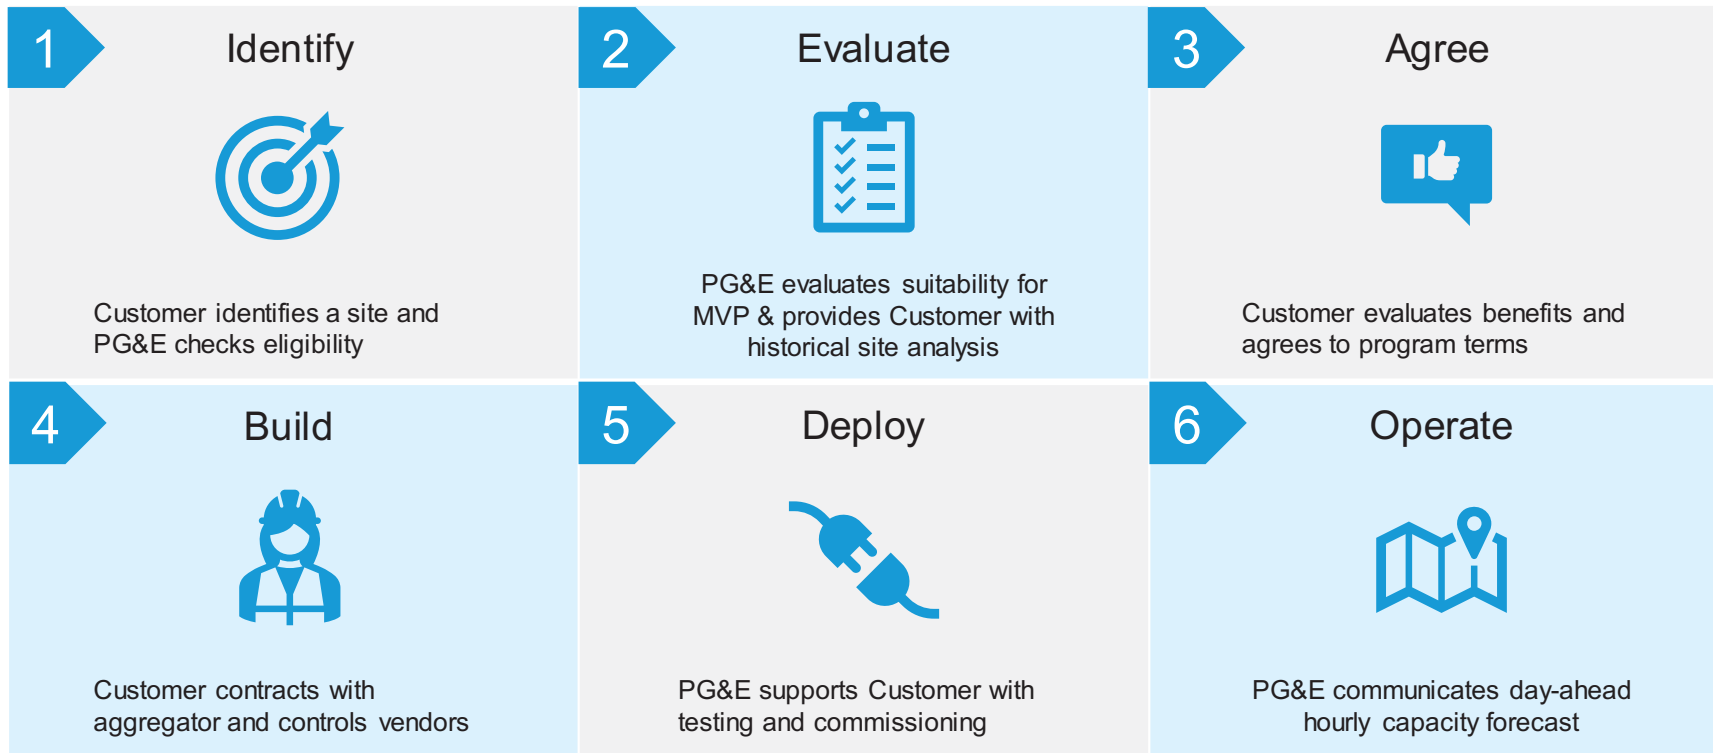 1
Identify
Customer identifies a site and
PG&E checks eligibility
2
Evaluate
PG&E evaluates suitability for
MVP & provides Customer with
historical site analysis
3
Agree
Customer evaluates benefits and
agrees to program terms
4
Build
Customer contracts with
aggregator and controls vendors
5
Deploy
PG&E supports Customer with
testing and commissioning
6
Operate
PG&E communicates day-ahead
hourly capacity forecast